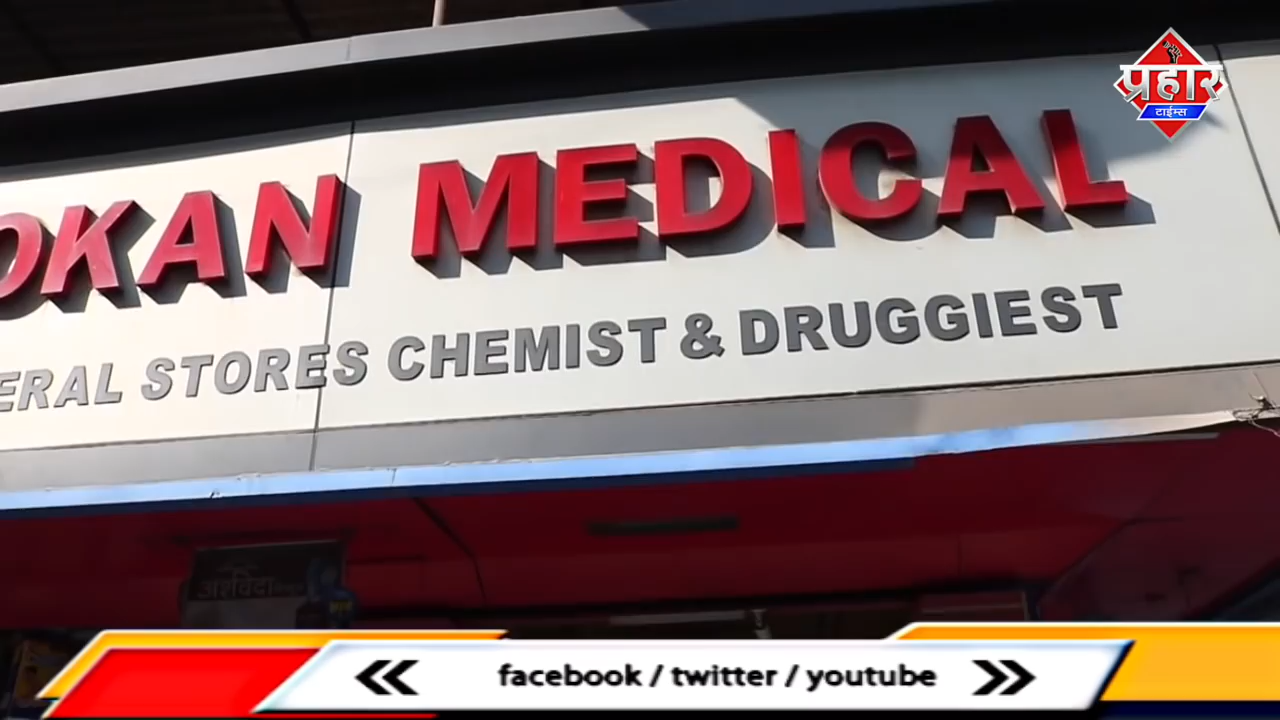 प्रहार
टाईम्स
OKAN MEDICAL
ERAL STORES CHEMIST & DRUGGIEST
facebook / twitter / youtube